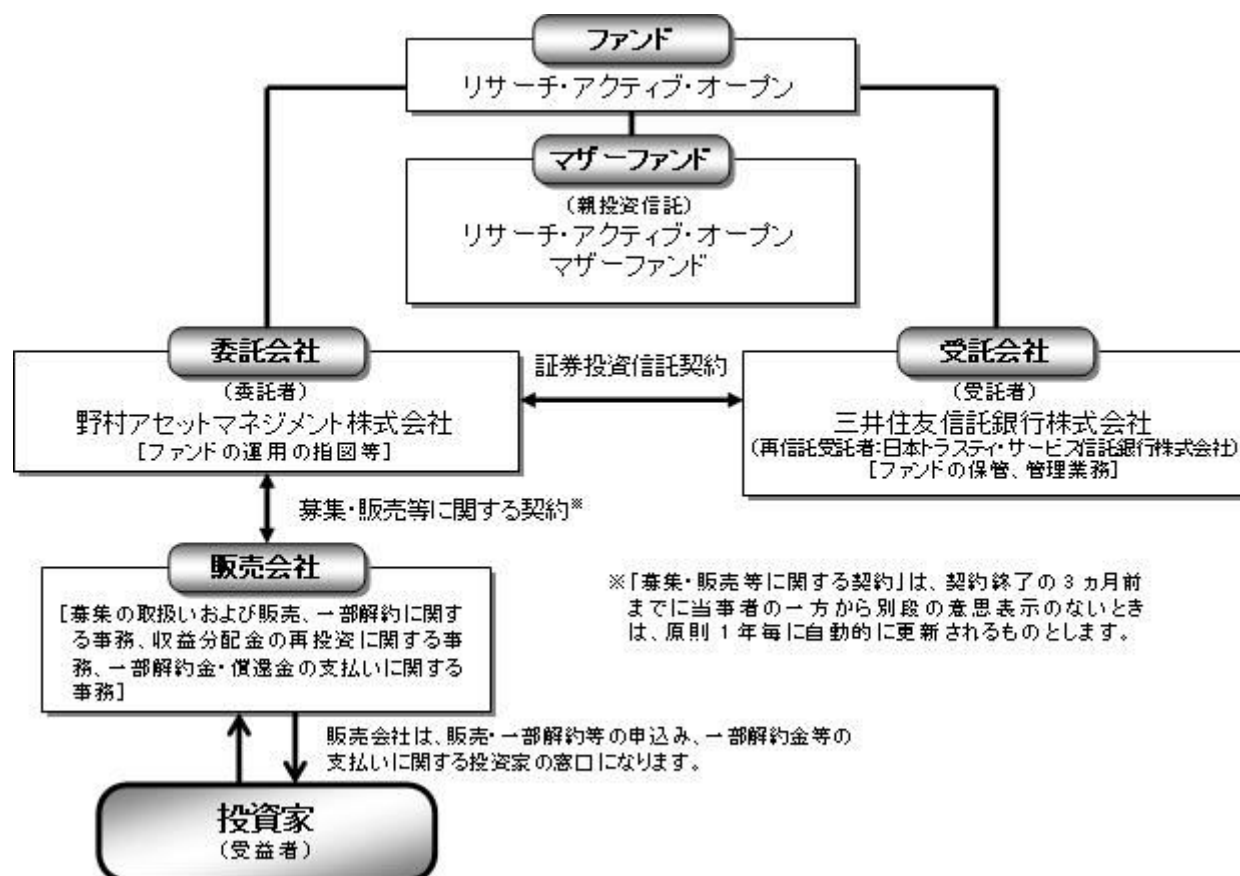 ファンド
リサーチ・アクティブ・オープン
マザーファンド
(親投資信託)
リサーチ・アクティブ・オープン
マザーファンド
委託会社
(委託者)
野村アセットマネジメント株式会社
[ファンドの運用の指図等]
証券投資信託契約
受託会社
(受託者)
三井住友信託銀行株式会社
(再信託受託者:日本トラスティ・サービス信託銀行株式会社)
[ファンドの保管、管理業務]
募集・販売等に関する契約※
販売会社
[募集の取扱いおよび販売、一部解約に関す
る事務、収益分配金の再投資に関する事
務、一部解約金・償還金の支払いに関する
事務]
※「募集・販売等に関する契約」は、契約終了の3ヵ月前
までに当事者の一方から別段の意思表示のないとき
は、原則1年毎に自動的に更新されるものとします。
販売会社は、販売・一部解約等の申込み、一部解約金等の
支払いに関する投資家の窓口になります。
投資家
(受益者)